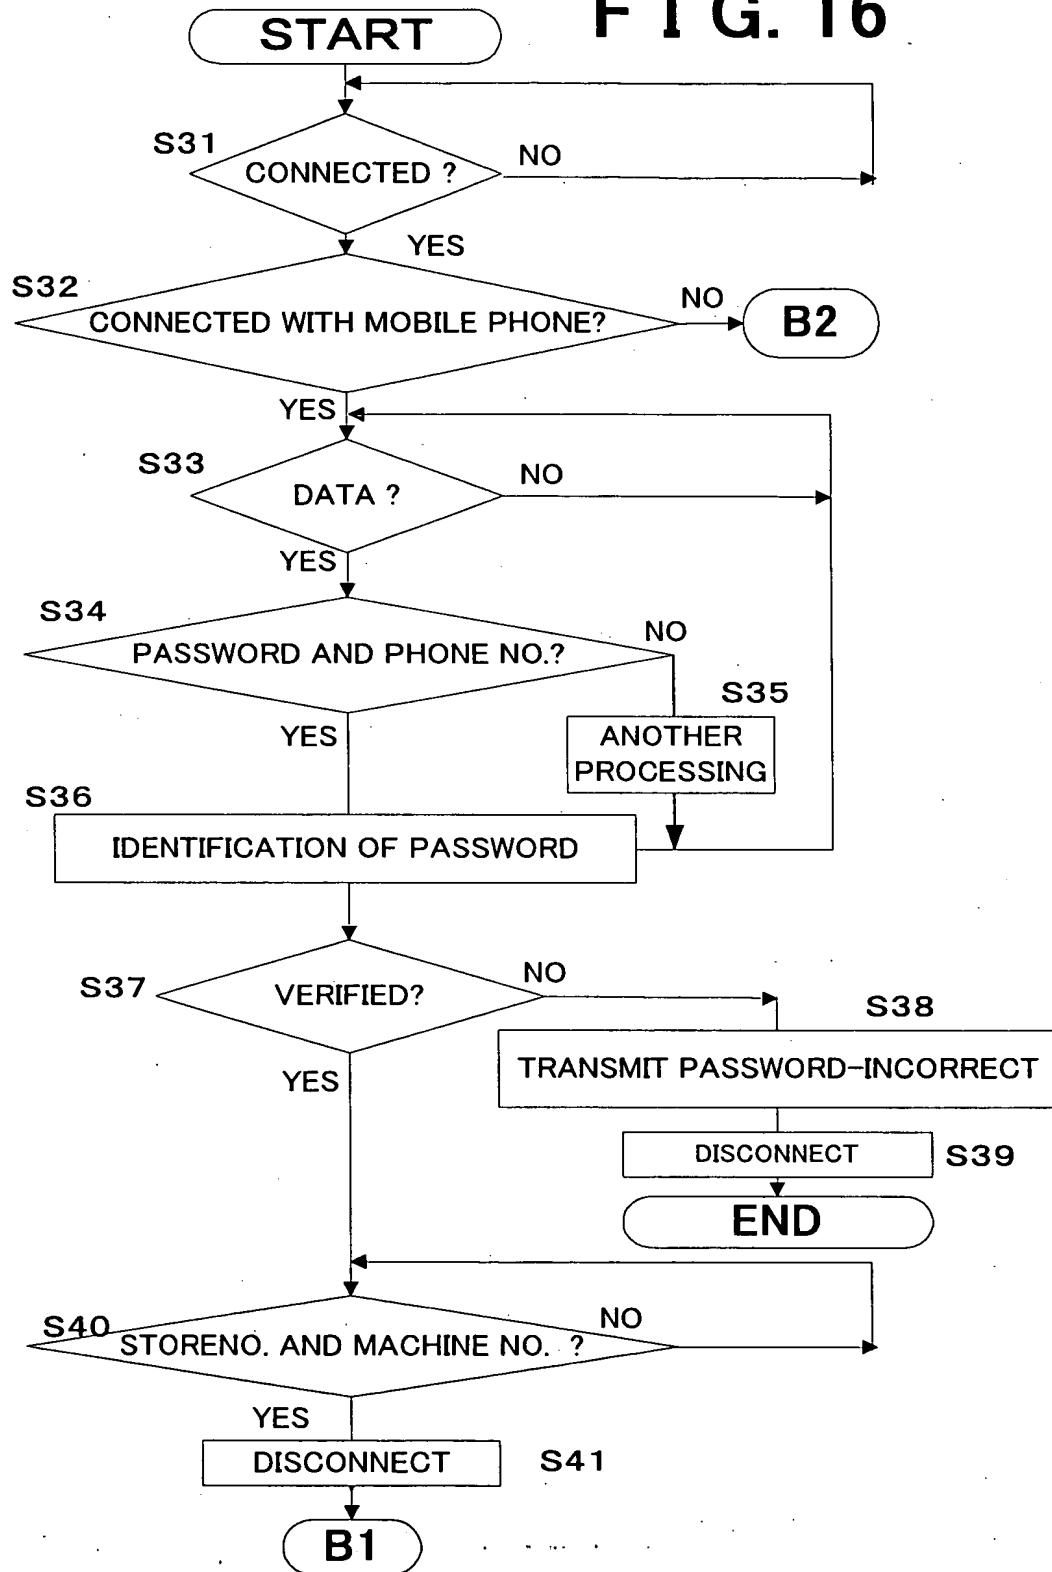 F I G. 16
START
S31
CONNECTED ?
NO
YES
S32
CONNECTED WITH MOBILE PHONE?
NO
B2
YES
S33
DATA ?
NO
YES
S34
PASSWORD AND PHONE NO.?
NO
S35
ANOTHER
PROCESSING
YES
S36
IDENTIFICATION OF PASSWORD
S37
VERIFIED?
NO
S38
TRANSMIT PASSWORD-INCORRECT
YES
DISCONNECT
S39
END
S40
STORENO. AND MACHINE NO. ?
NO
YES
DISCONNECT
S41
B1